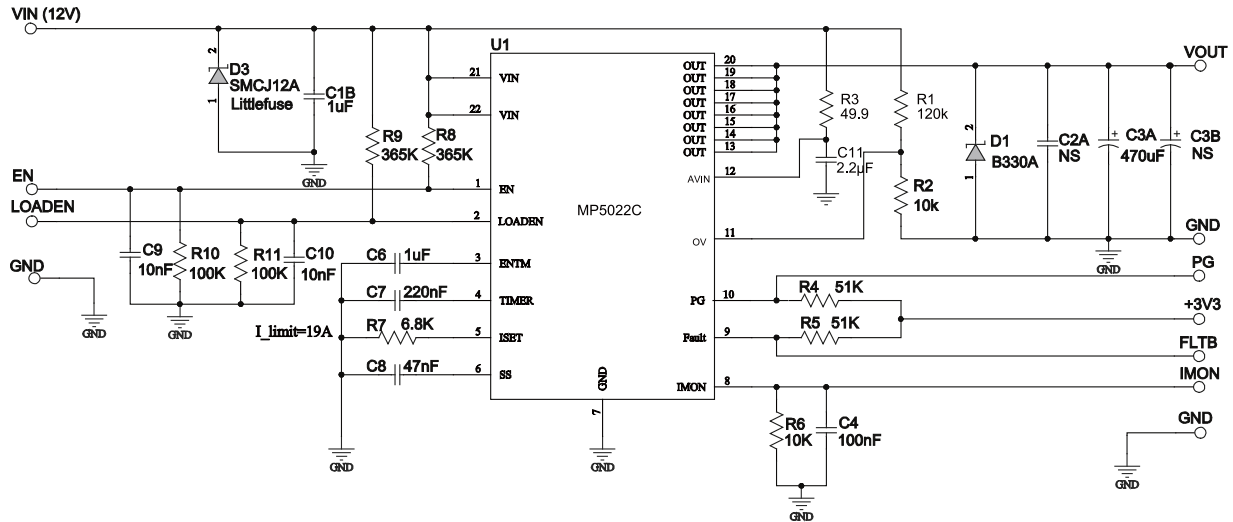 VIN (12V)
U1
VOUT
2
D3
SMCJ12A
Littlefuse
1
C1B
1uF
GND
R9
365K
R8
365K
21
VIN
22
VIN
OUT 20
OUT 19
OUT 18
OUT 17
OUT 16
OUT 15
OUT 14
OUT 13
R3
49.9
R1
120k
C11
2.2µF
AVIN
12
R2
10k
2
D1
B330A
1
C2A
NS
+
C3A
470uF
+
C3B
NS
EN
1
EN
LOADEN
2
LOADEN
MP5022C
11
OV
GND
GND
GND
GND
C9
10nF
R10
100K
R11
100K
C10
10nF
GND
C6
1uF
3
ENTM
C7
220nF
4
TIMER
I_limit=19A
R7
6.8K
5
ISET
C8
47nF
6
SS
GND
GND
7
GND
PG
10
PG
R4
51K
+3V3
Fault
9
R5
51K
FLTB
IMON
8
IMON
R6
10K
C4
100nF
GND
GND
GND